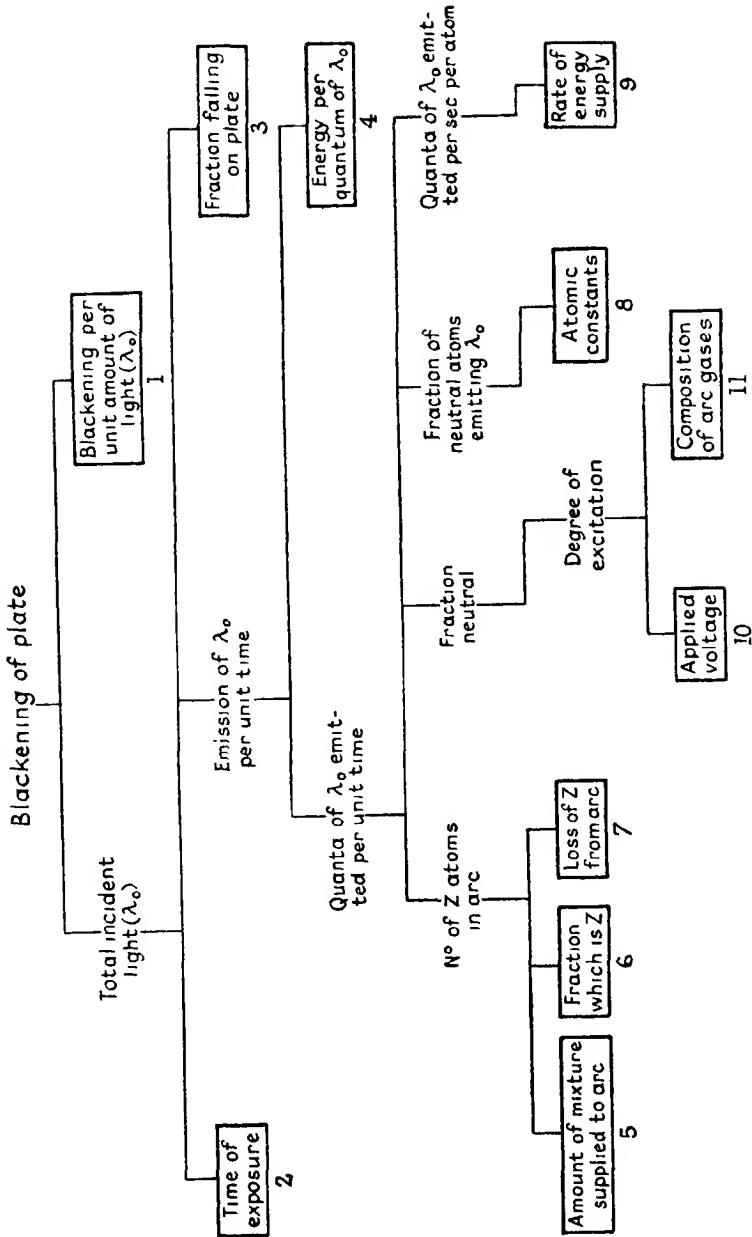 Blackening of plate
Total incident
light (λ₀)
Blackening per
unit amount of
light (λ₀)
1
Time of
exposure
2
Emission of λ₀
per unit time
Fraction falling
on plate
3
Quanta of λ₀ emit-
ted per unit time
Energy per
quantum of λ₀
4
Nº of Z atoms
in arc
Fraction
neutral
Fraction of
neutral atoms
emitting λ₀
Quanta of λ₀ emit-
ted per sec per atom
Amount of mixture
supplied to arc
5
Fraction
which is Z
6
Loss of Z
from arc
7
Degree of
excitation
Atomic
constants
8
Rate of
energy
supply
9
Applied
voltage
10
Composition
of arc gases
11